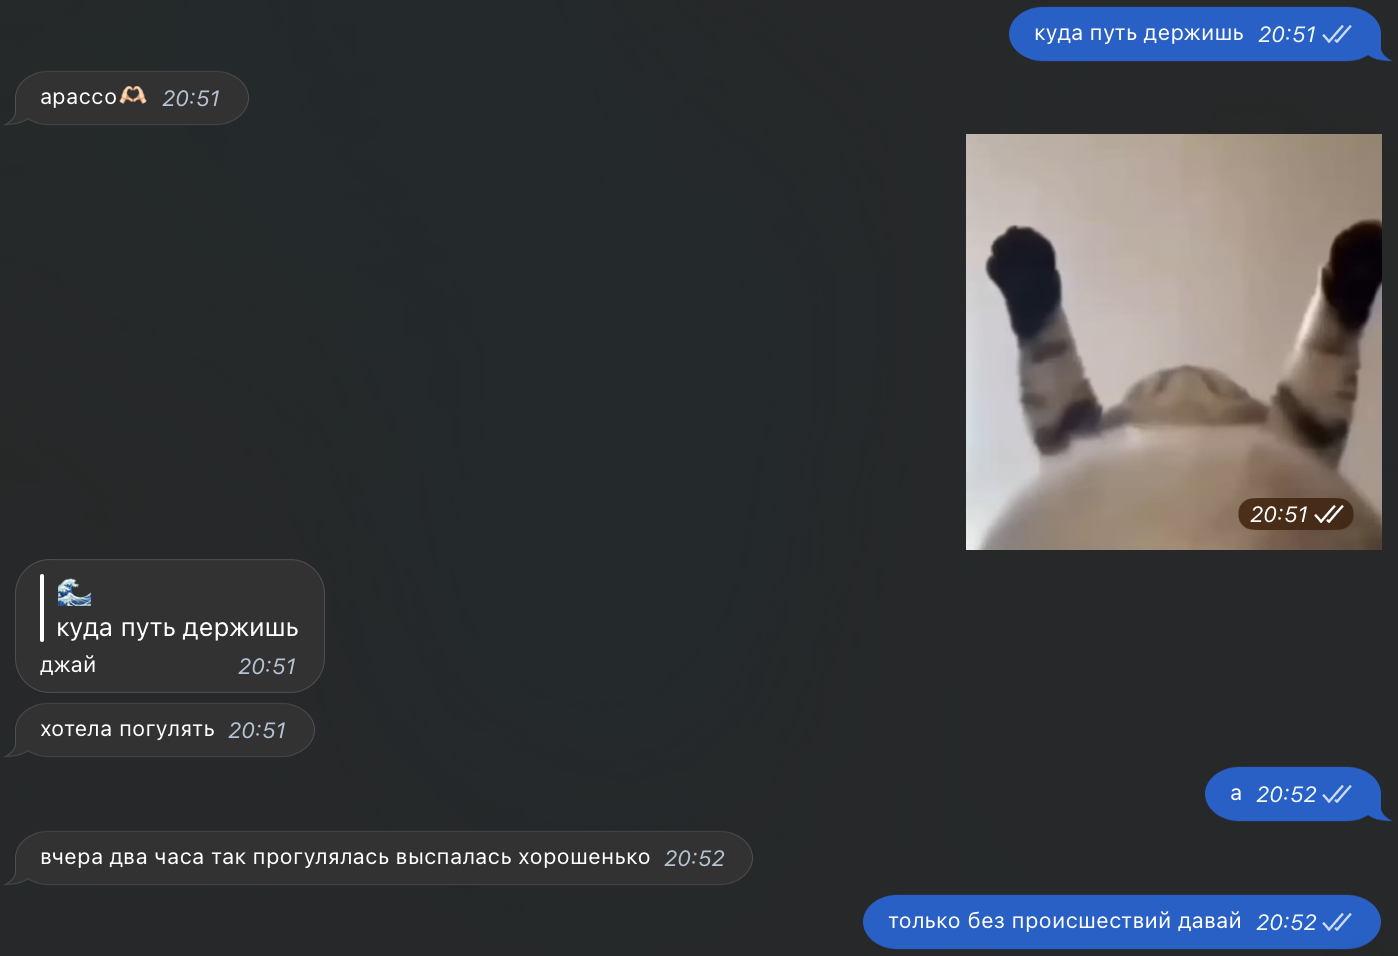 куда путь держишь 20:51
арассо🫶🏻 20:51
20:51
🌊
куда путь держишь
джай 20:51
хотела погулять 20:51
а 20:52
вчера два часа так прогулялась выспалась хорошенько 20:52
только без происшествий давай 20:52